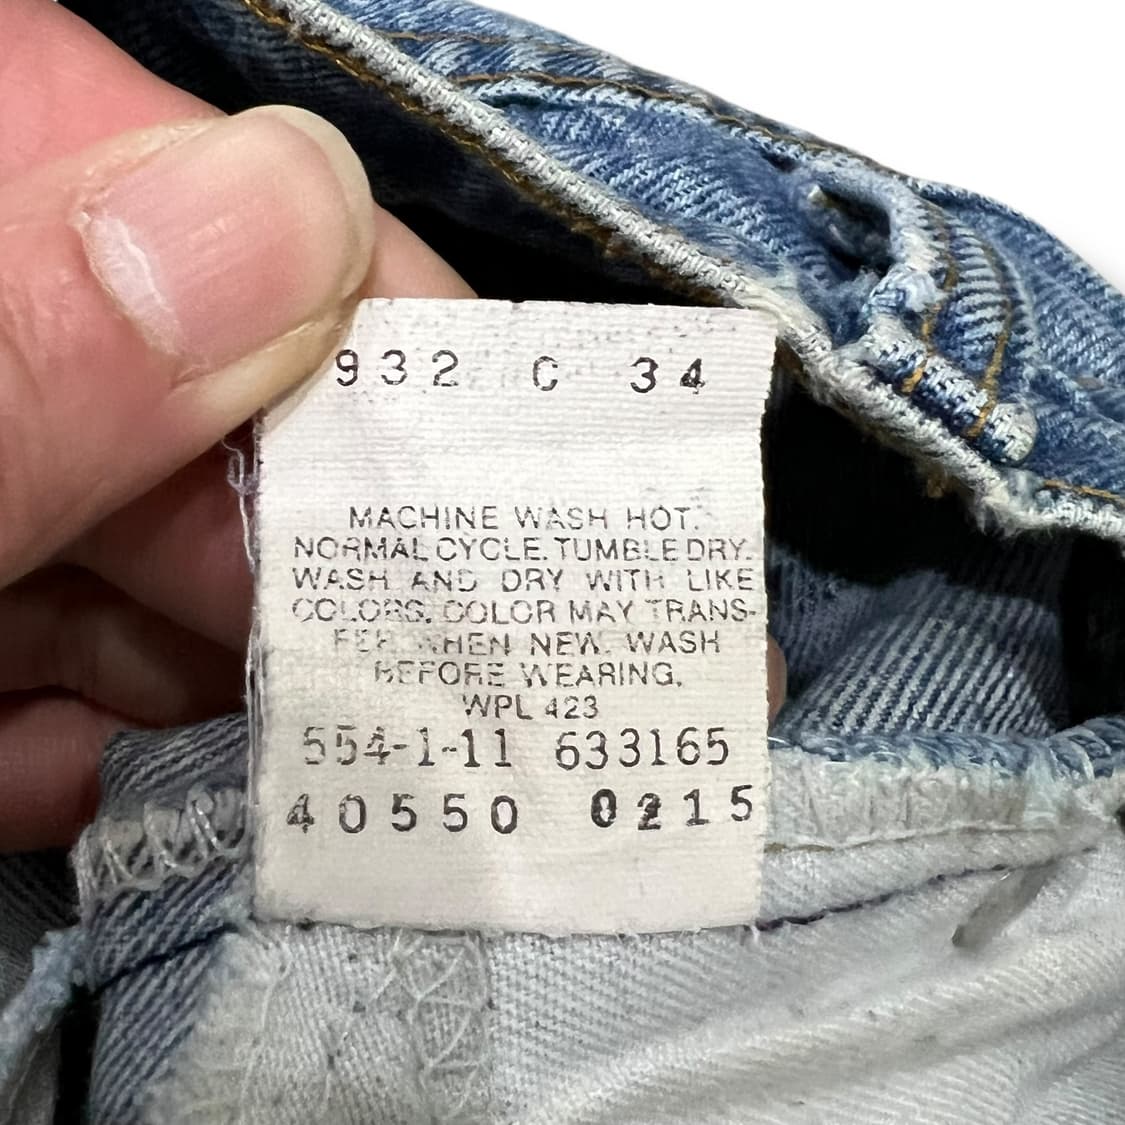 932 C 34
MACHINE WASH HOT.
NORMAL CYCLE. TUMBLE DRY.
WASH AND DRY WITH LIKE
COLORS. COLOR MAY TRANS-
FER WHEN NEW. WASH
BEFORE WEARING.
WPL 423
554-1-11 633165
40550 0215